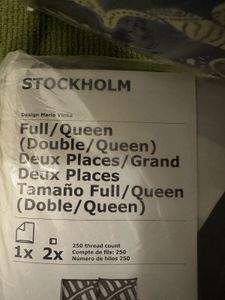 STOCKHOLM
Design Maria Vinka
Full/Queen
(Double/Queen)
Deux Places/Grand
Deux Places
Tamaño Full/Queen
(Doble/Queen)
1x 2x
250 thread count
Compte de fils: 250
Número de hilos 250